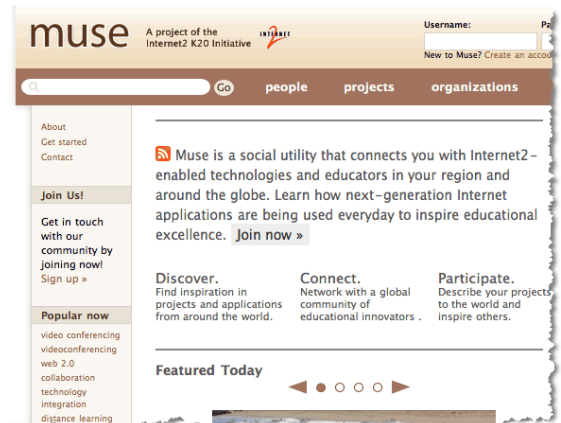 muse
A project of the
Internet2 K20 Initiative
INTERNET
2
Username:
New to Muse? Create an accou
Go
people projects organizations
About
Get started
Contact
Join Us!
Get in touch
with our
community by
joining now!
Sign up »
Popular now
video conferencing
videoconferencing
web 2.0
collaboration
technology
integration
distance learning
Muse is a social utility that connects you with Internet2-
enabled technologies and educators in your region and
around the globe. Learn how next-generation Internet
applications are being used everyday to inspire educational
excellence. Join now »
Discover.
Find inspiration in
projects and applications
from around the world.
Connect.
Network with a global
community of
educational innovators .
Participate.
Describe your projects
to the world and
inspire others.
Featured Today